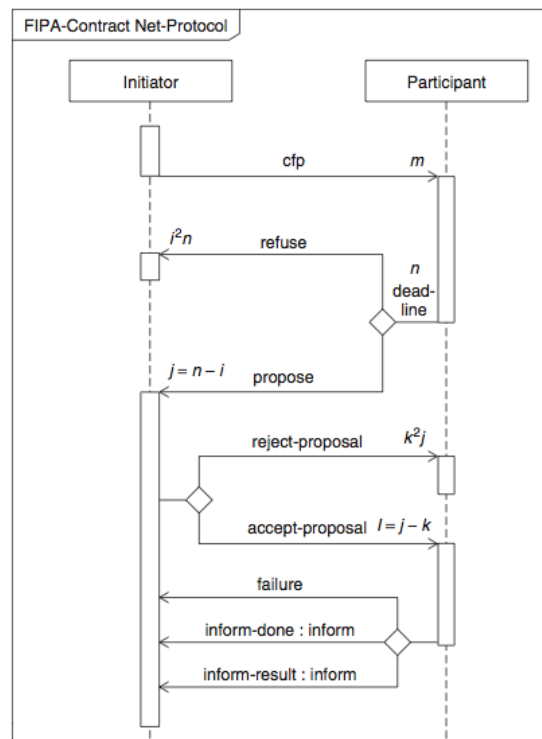 FIPA-Contract Net-Protocol
Initiator
Participant
cfp
m
i²n
refuse
n
dead-
line
j = n – i
propose
reject-proposal
k²j
accept-proposal
l = j – k
failure
inform-done : inform
inform-result : inform